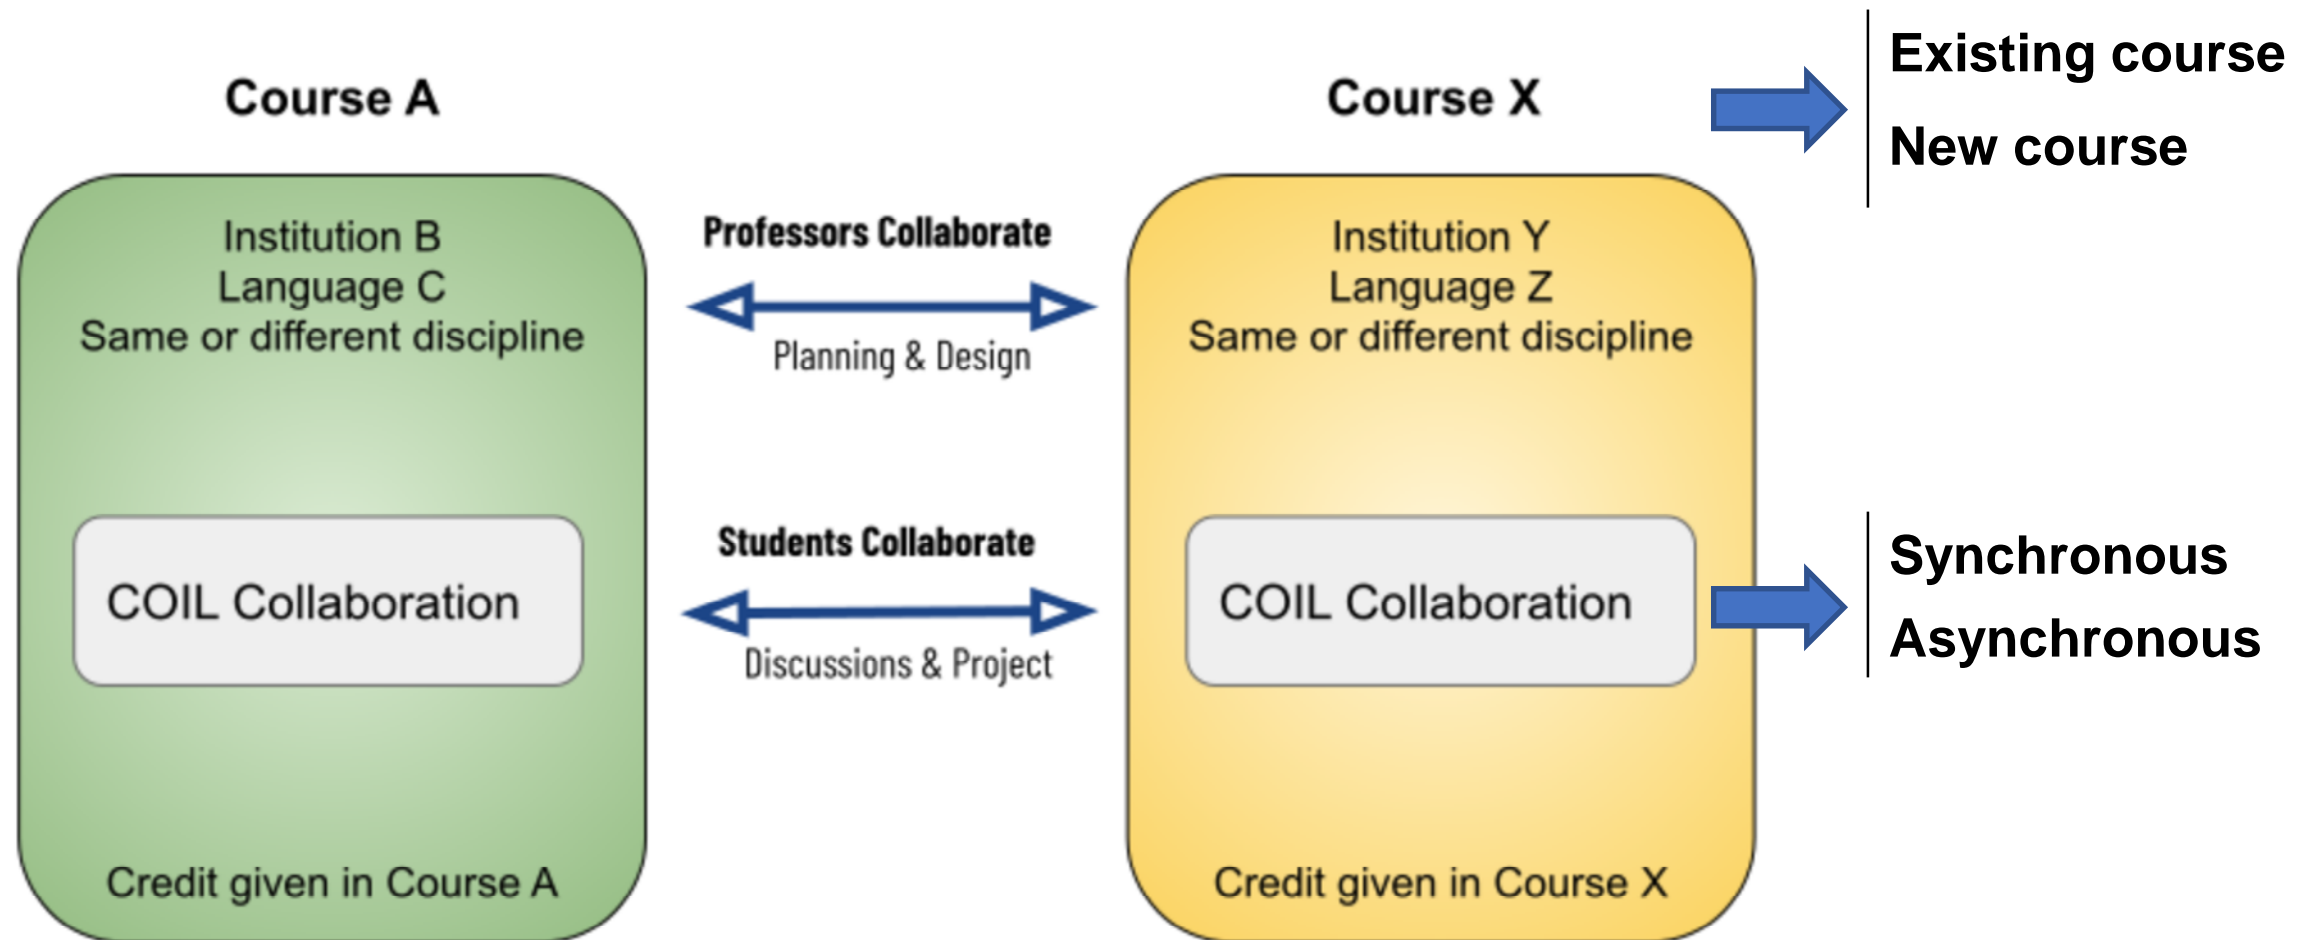 Course A
Institution B
Language C
Same or different discipline
COIL Collaboration
Credit given in Course A
Professors Collaborate
Planning & Design
Students Collaborate
Discussions & Project
Course X
Institution Y
Language Z
Same or different discipline
COIL Collaboration
Credit given in Course X
Existing course
New course
Synchronous
Asynchronous